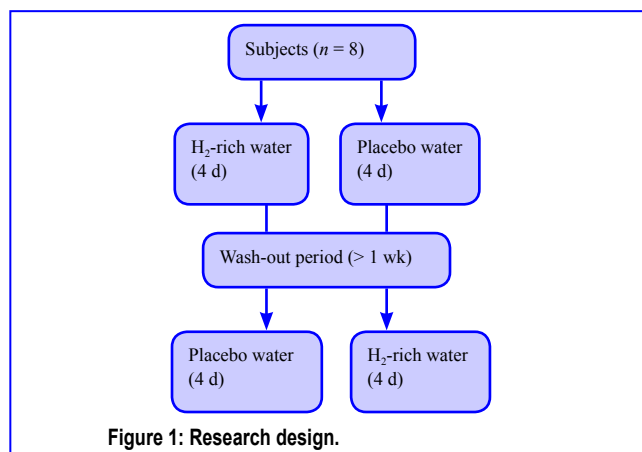 Subjects (n = 8)
H₂-rich water
(4 d)
Placebo water
(4 d)
Wash-out period (> 1 wk)
Placebo water
(4 d)
H₂-rich water
(4 d)
Figure 1: Research design.